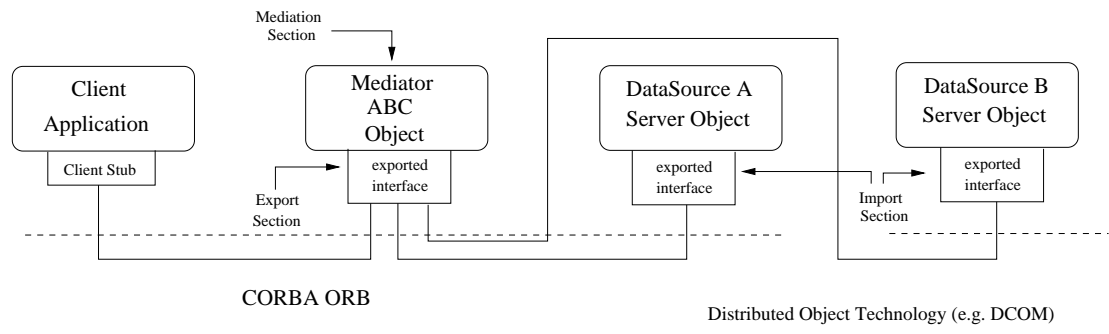 Mediation
Section
Client
Application
Client Stub
Mediator
ABC
Object
exported
interface
Export
Section
DataSource A
Server Object
exported
interface
Import
Section
DataSource B
Server Object
exported
interface
CORBA ORB
Distributed Object Technology (e.g. DCOM)